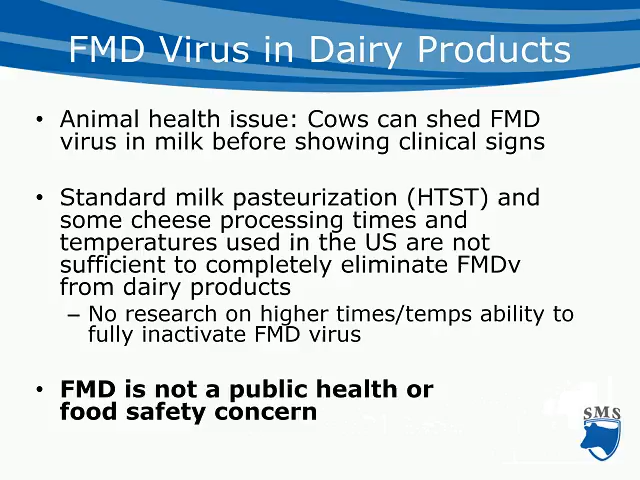 FMD Virus in Dairy Products
• Animal health issue: Cows can shed FMD
virus in milk before showing clinical signs
• Standard milk pasteurization (HTST) and
some cheese processing times and
temperatures used in the US are not
sufficient to completely eliminate FMDv
from dairy products
– No research on higher times/temps ability to
fully inactivate FMD virus
• FMD is not a public health or
food safety concern
SMS